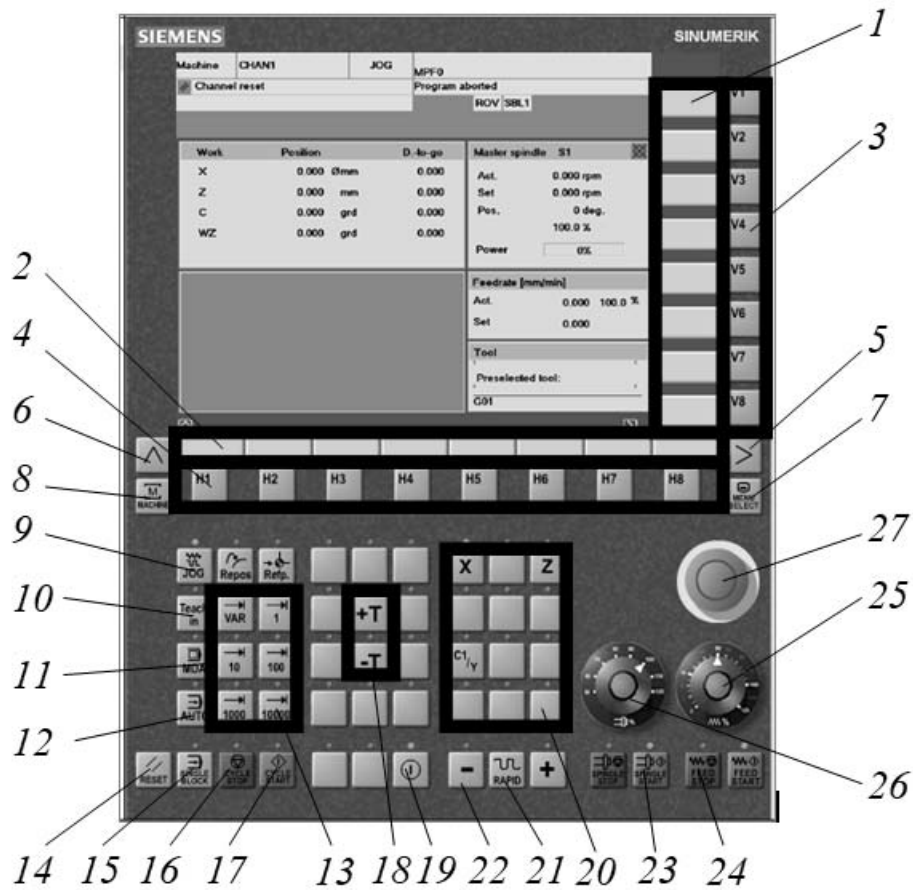 SIEMENS SINUMERIK 1
Machine CHAN1 JOG MPF0
Channel reset Program aborted
ROV SBL1
V1
V2
3
V3
V4
V5
V6
V7
V8
Work Position D.-to-go
X 0.000 Ømm 0.000
Z 0.000 mm 0.000
C 0.000 grd 0.000
WZ 0.000 grd 0.000
Master spindle S1
Act. 0.000 rpm
Set 0.000 rpm
Pos. 0 deg.
100.0 %
Power 0%
Feedrate [mm/min]
Act. 0.000 100.0 %
Set 0.000
Tool
Preselected tool:
G01
2
4
6
8
5
7
H1 H2 H3 H4 H5 H6 H7 H8
M
MACHINE
MENU
SELECT
9
10
11
12
27
25
JOG Repos Refp.
Teach
in
VAR 1
MDA 10 100
AUTO 1000 10000
+T
-T
X Z
C1/Y
RESET
SINGLE
BLOCK
CYCLE
STOP
CYCLE
START
- RAPID +
SPINDLE
STOP
SPINDLE
START
FEED
STOP
FEED
START
26
14 15 16 17 13 18 19 22 21 20 23 24